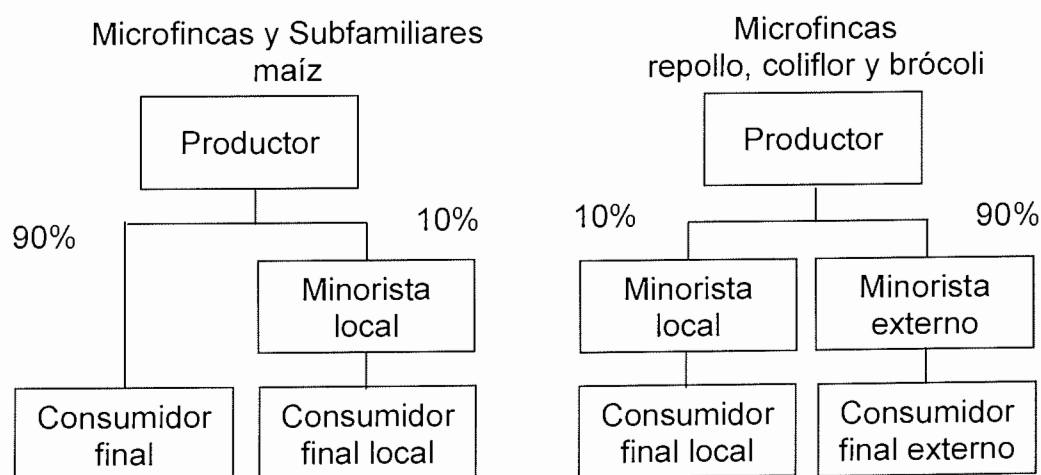 Microfincas y Subfamiliares
maíz
Productor
90%
10%
Minorista
local
Consumidor
final
Consumidor
final local
Microfincas
repollo, coliflor y brócoli
Productor
10%
90%
Minorista
local
Minorista
externo
Consumidor
final local
Consumidor
final externo